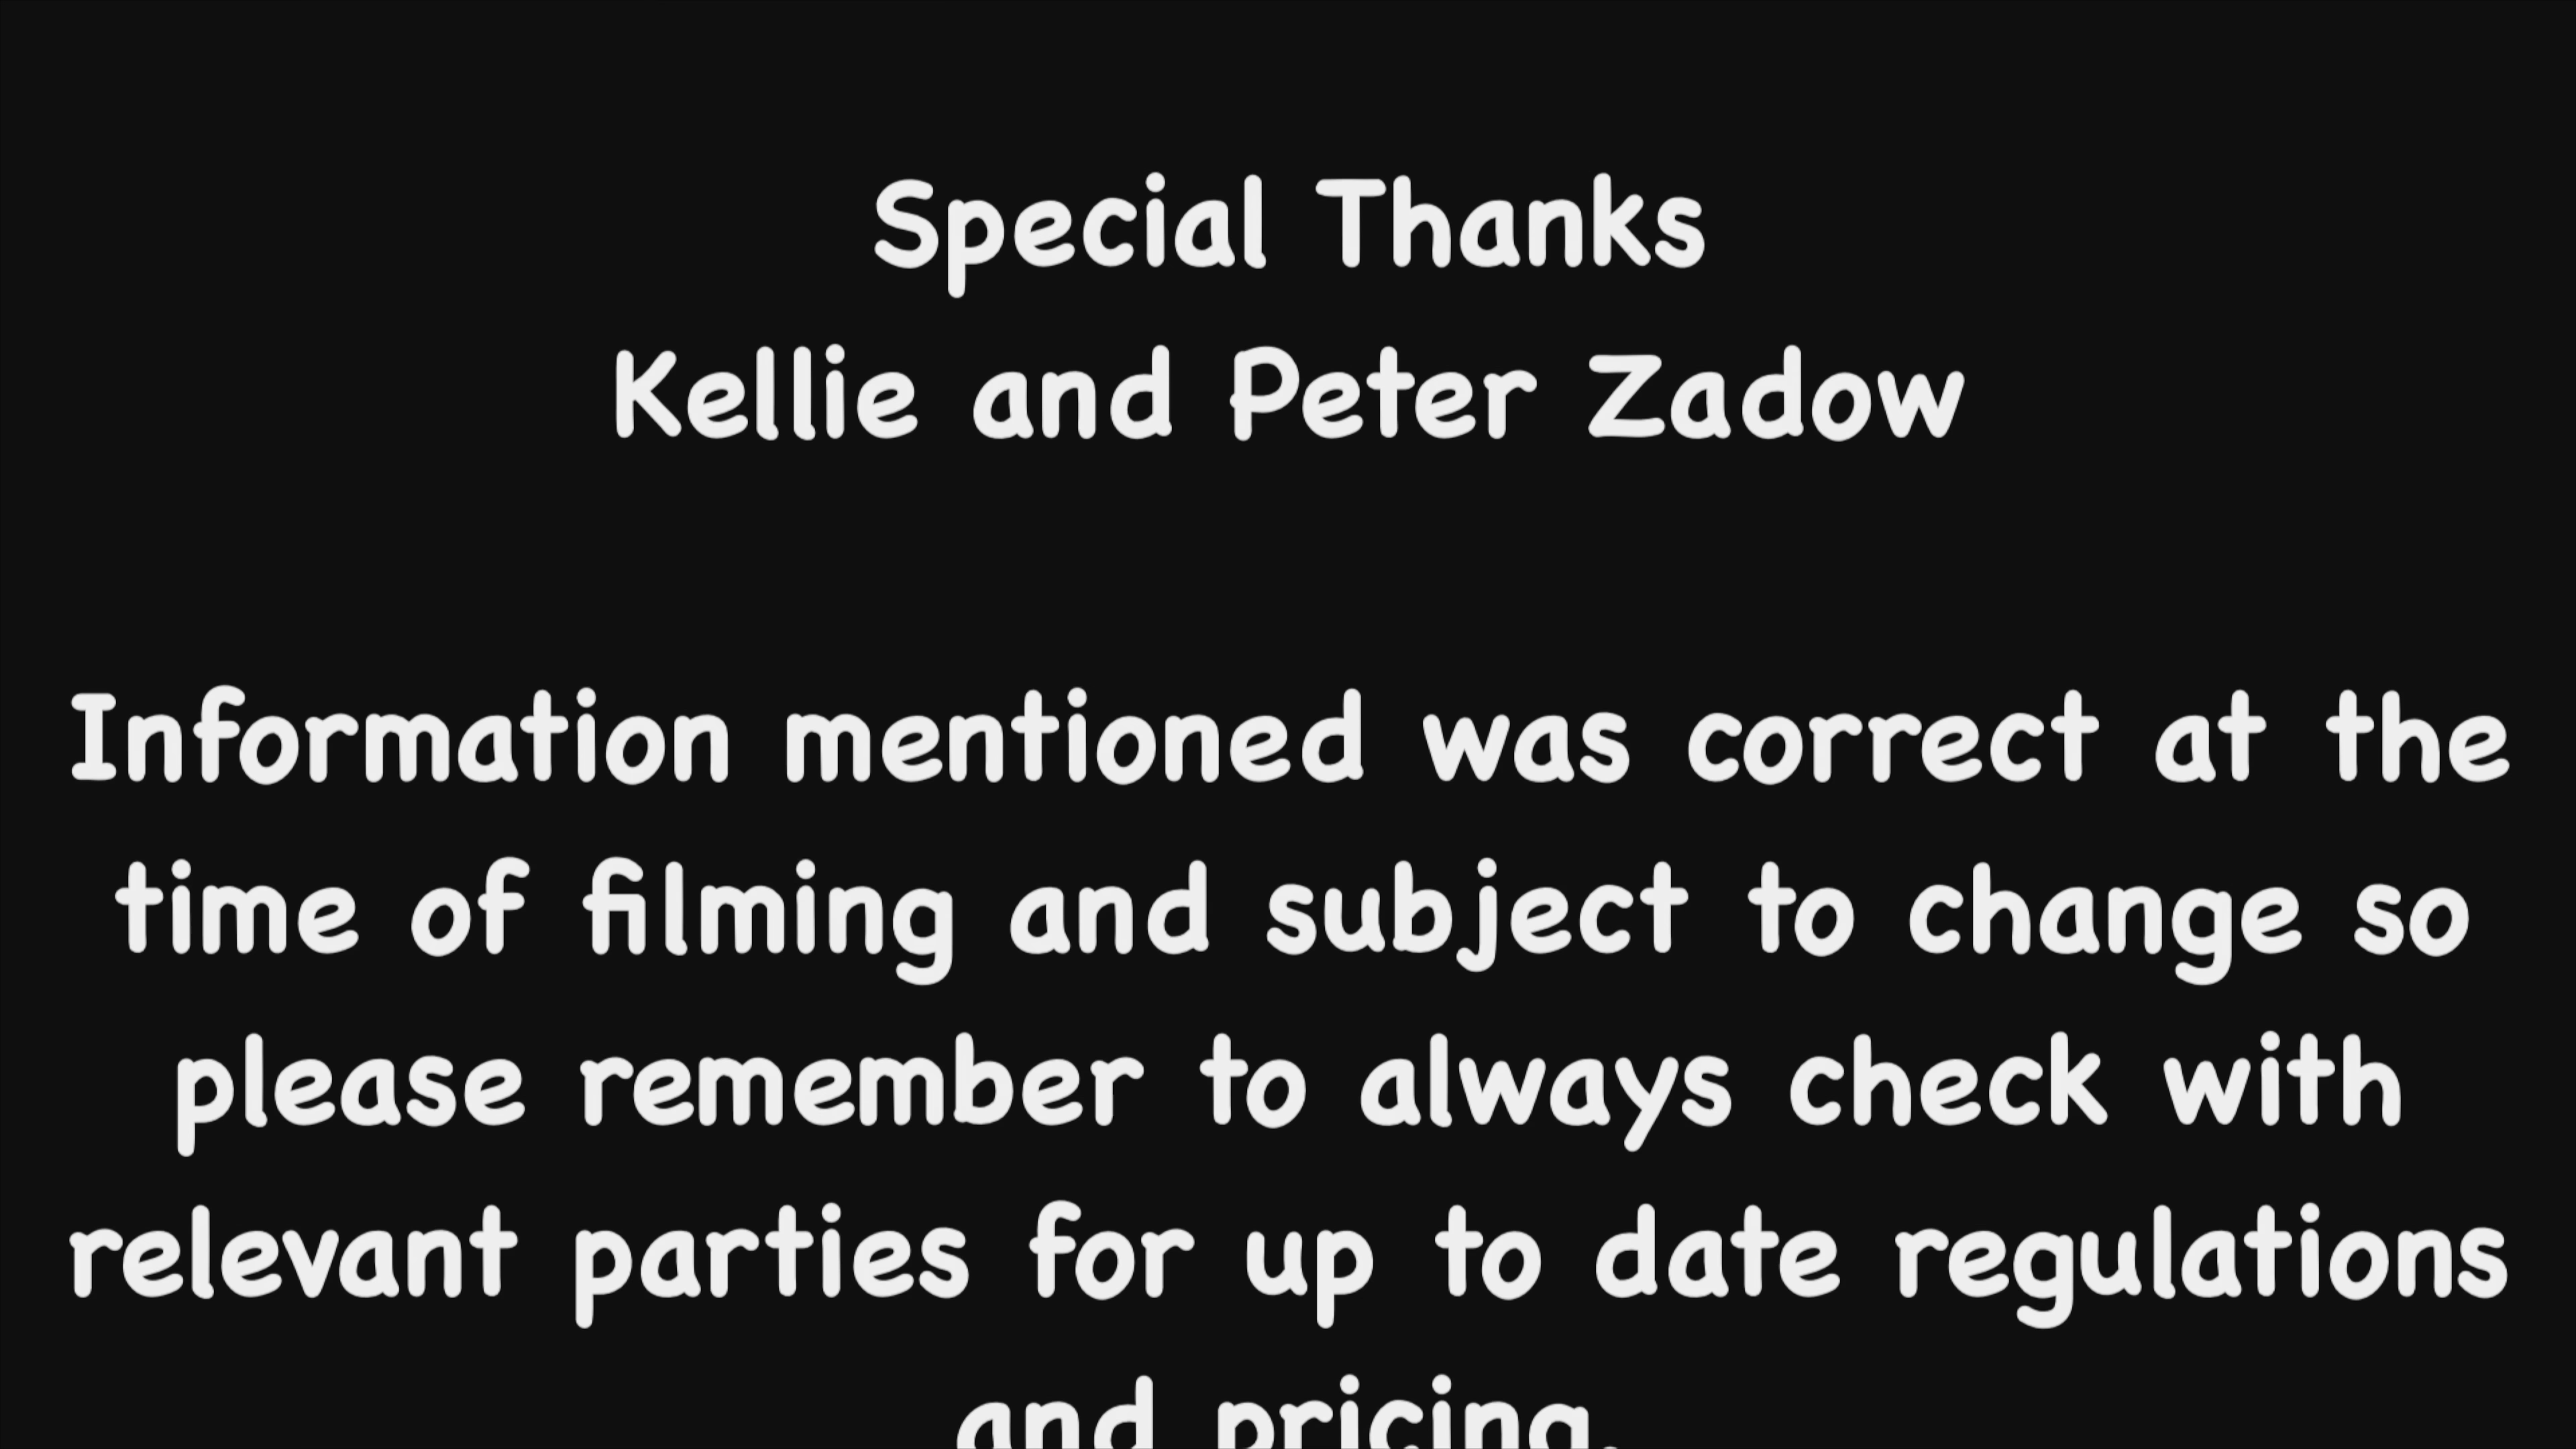 Special Thanks
Kellie and Peter Zadow
Information mentioned was correct at the
time of filming and subject to change so
please remember to always check with
relevant parties for up to date regulations
and pricing.